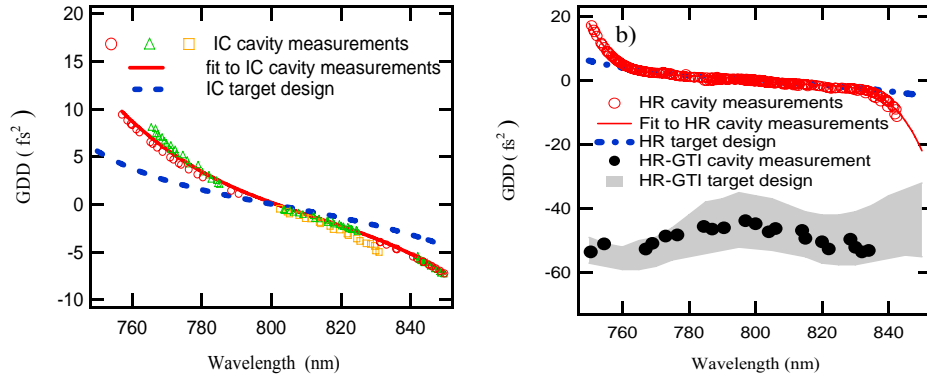 IC cavity measurements
fit to IC cavity measurements
IC target design
GDD ( fs2 )
20
15
10
5
0
-5
-10
760
780
800
820
840
Wavelength (nm)
b)
HR cavity measurements
Fit to HR cavity measurements
HR target design
HR-GTI cavity measurement
HR-GTI target design
GDD ( fs2 )
20
0
-20
-40
-60
760
780
800
820
840
Wavelength (nm)